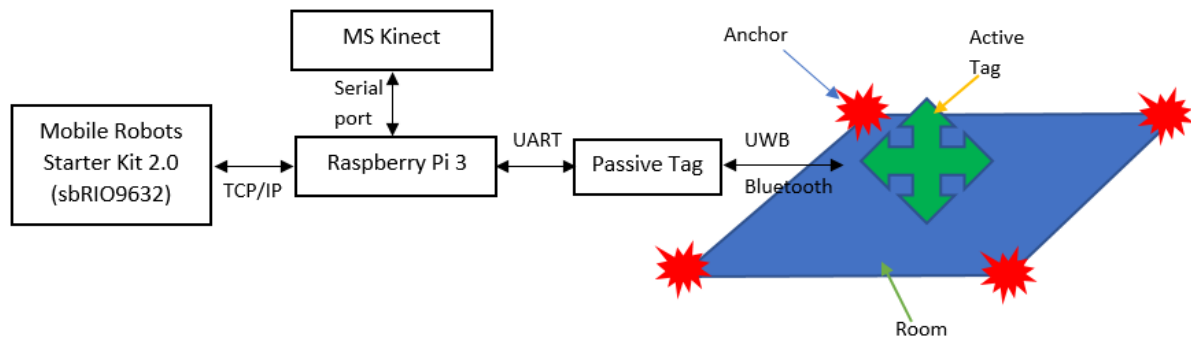 MS Kinect
Serial
port
Mobile Robots
Starter Kit 2.0
(sbRIO9632)
TCP/IP
Raspberry Pi 3
UART
Passive Tag
UWB
Bluetooth
Anchor
Active
Tag
Room